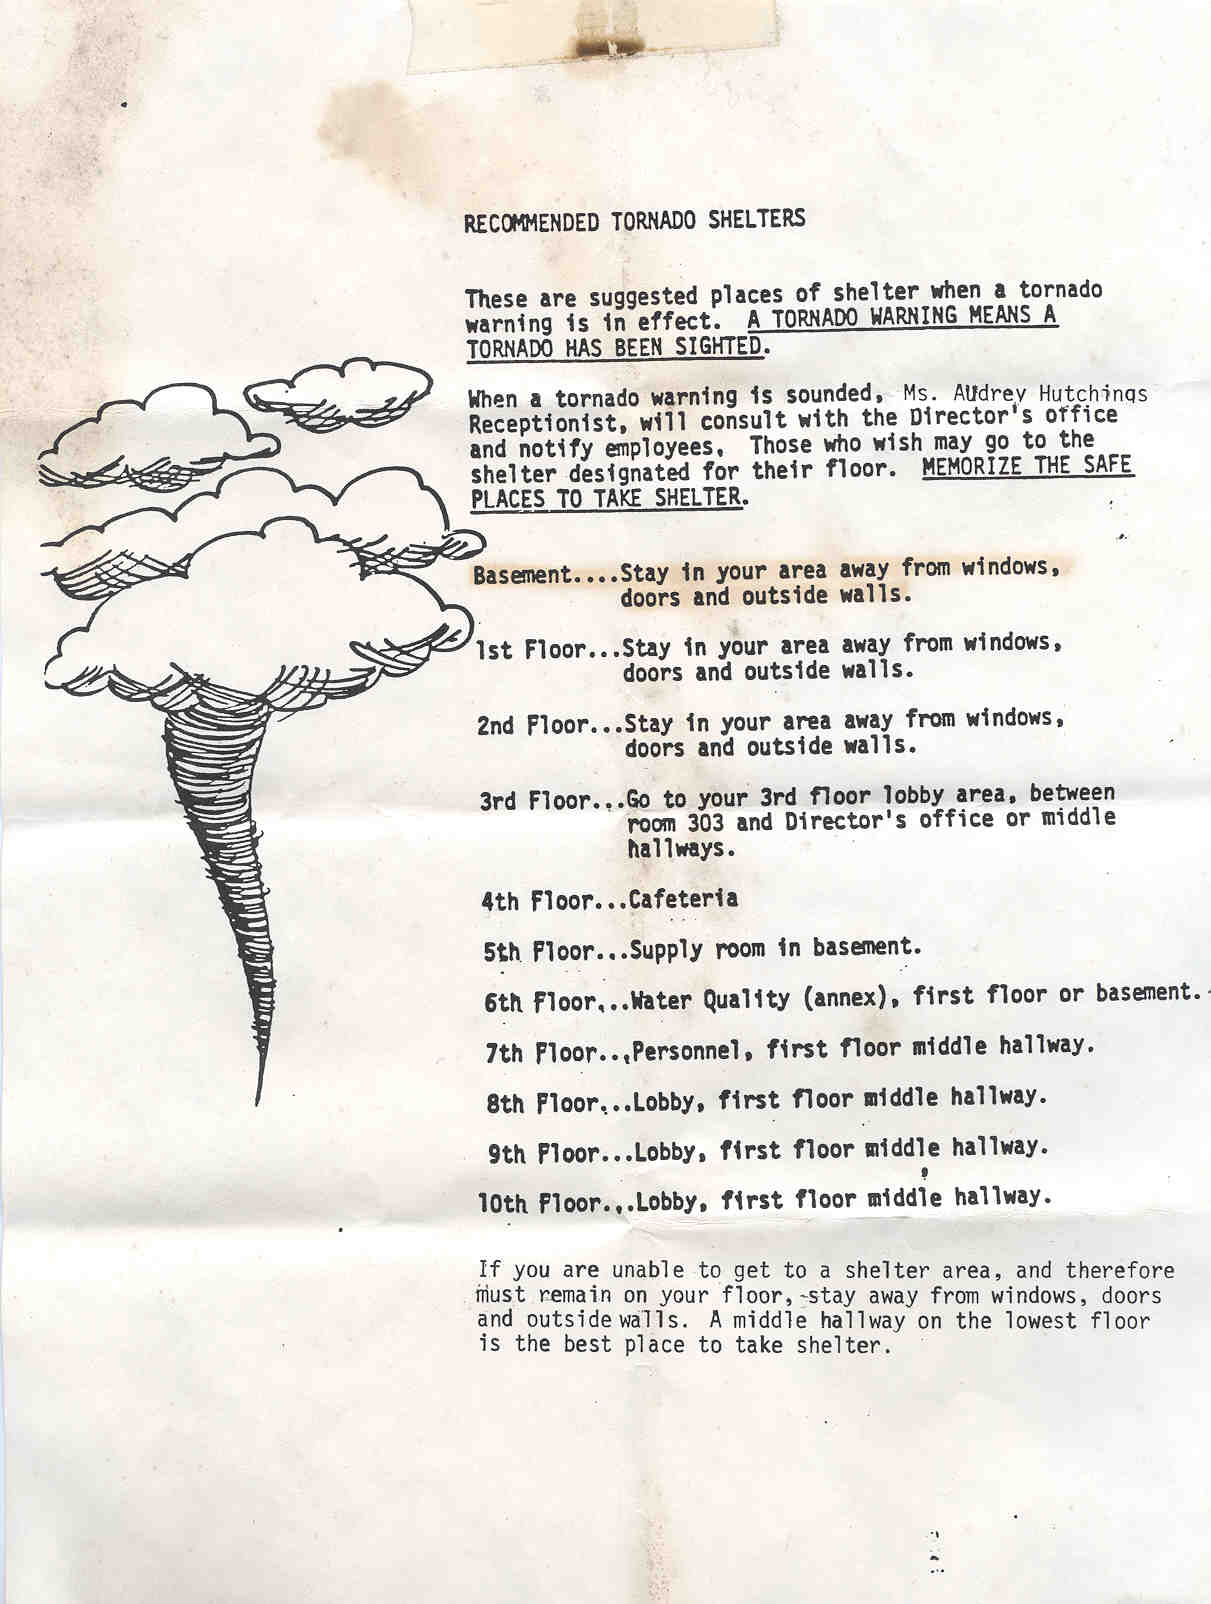 RECOMMENDED TORNADO SHELTERS
These are suggested places of shelter when a tornado
warning is in effect. A TORNADO WARNING MEANS A
TORNADO HAS BEEN SIGHTED.
When a tornado warning is sounded, Ms. Audrey Hutchings
Receptionist, will consult with the Director's office
and notify employees. Those who wish may go to the
shelter designated for their floor. MEMORIZE THE SAFE
PLACES TO TAKE SHELTER.
Basement....Stay in your area away from windows,
doors and outside walls.
1st Floor...Stay in your area away from windows,
doors and outside walls.
2nd Floor...Stay in your area away from windows,
doors and outside walls.
3rd Floor...Go to your 3rd floor lobby area, between
room 303 and Director's office or middle
hallways.
4th Floor...Cafeteria
5th Floor...Supply room in basement.
6th Floor...Water Quality (annex), first floor or basement.
7th Floor...Personnel, first floor middle hallway.
8th Floor...Lobby, first floor middle hallway.
9th Floor...Lobby, first floor middle hallway.
10th Floor...Lobby, first floor middle hallway.
If you are unable to get to a shelter area, and therefore
must remain on your floor, stay away from windows, doors
and outside walls. A middle hallway on the lowest floor
is the best place to take shelter.